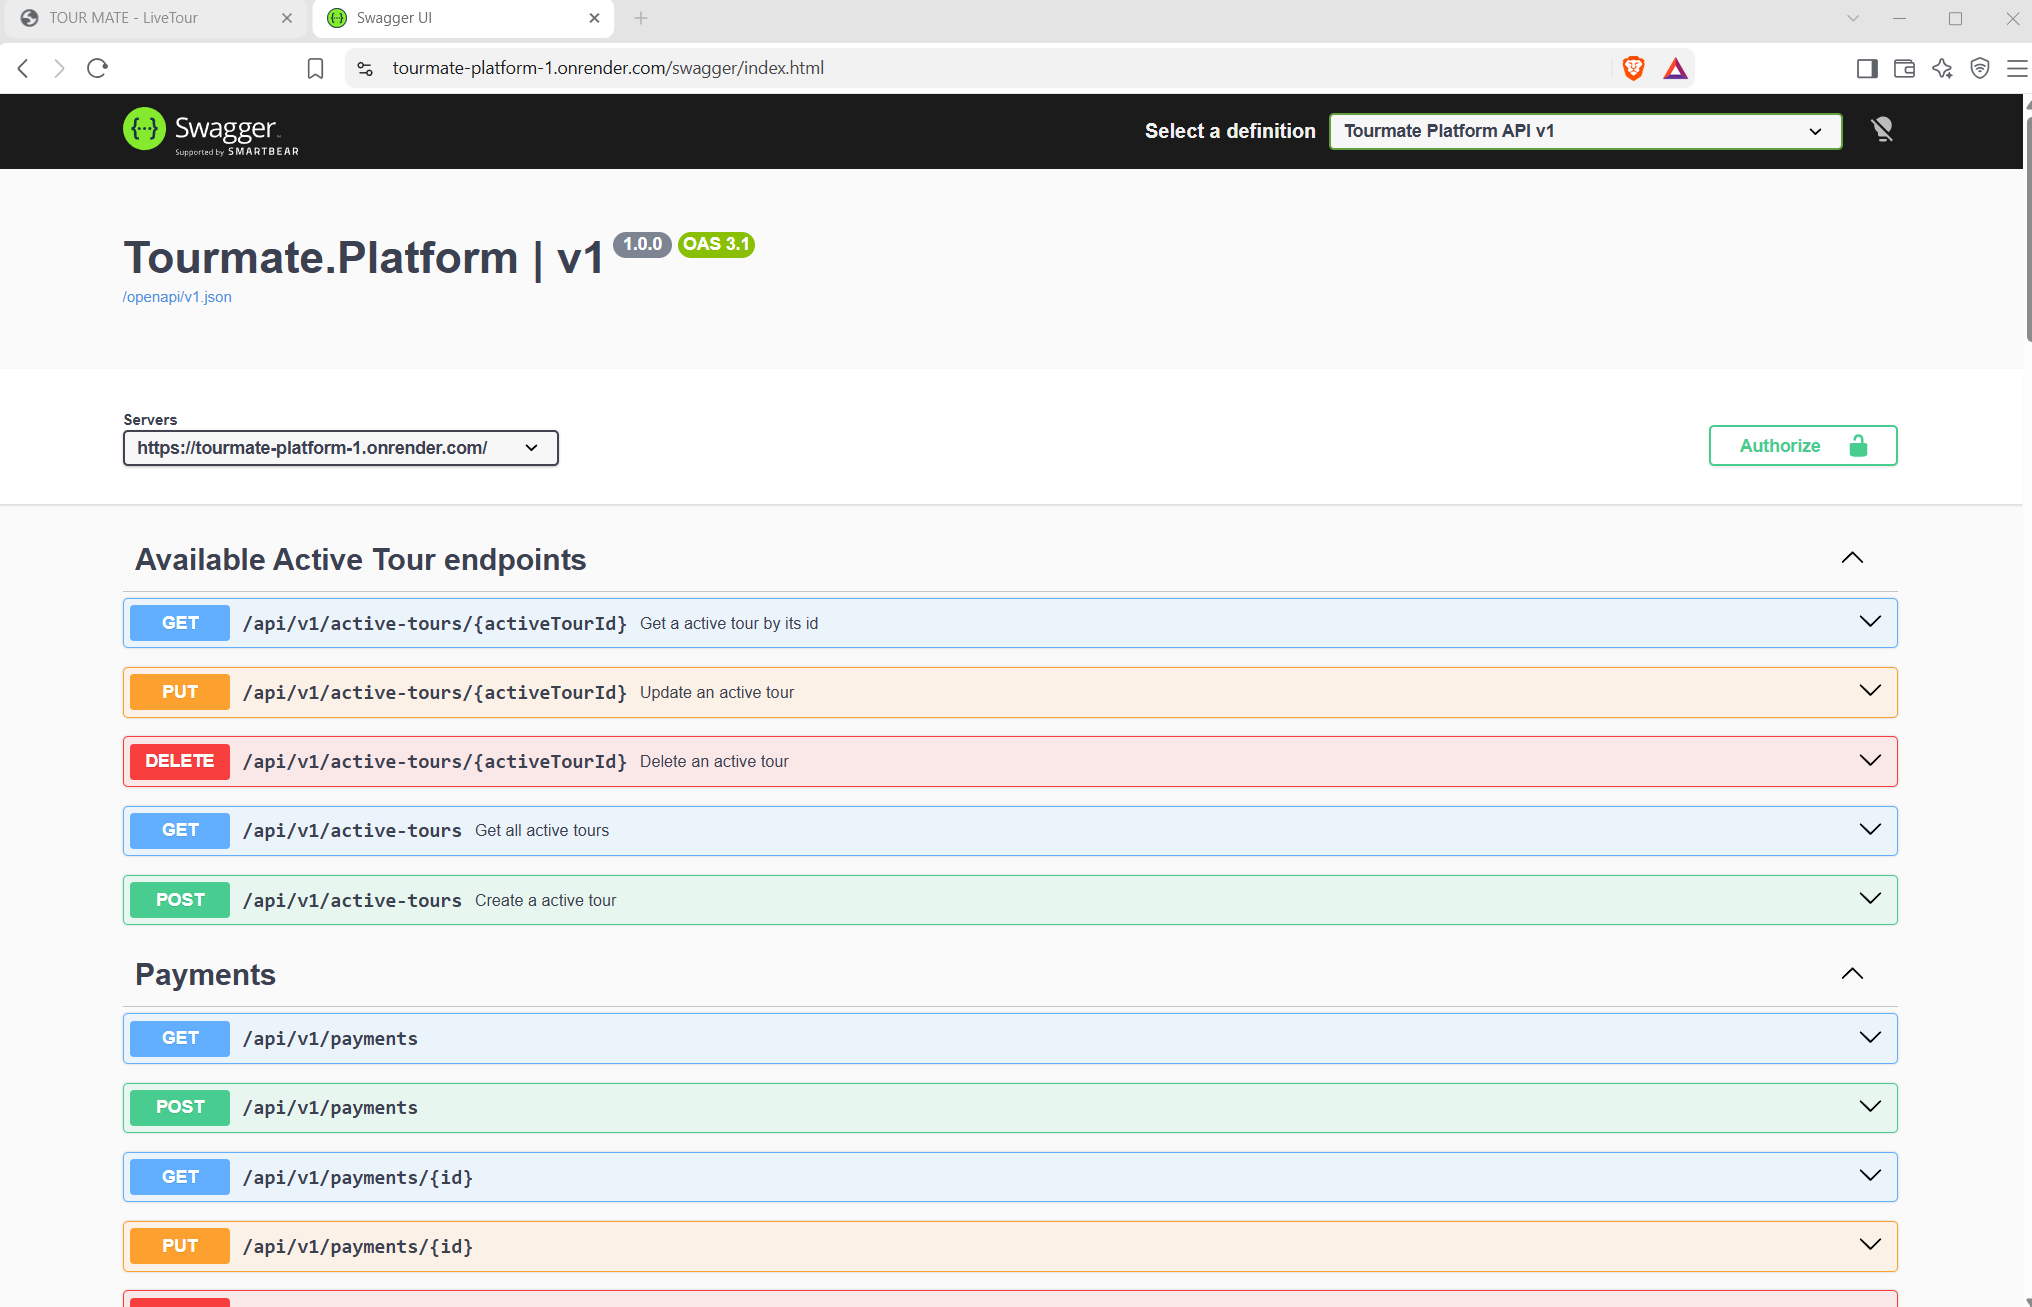 TOUR MATE - LiveTour
Swagger UI
tourmate-platform-1.onrender.com/swagger/index.html
Swagger
Supported by SMARTBEAR
Select a definition
Tourmate Platform API v1
Tourmate.Platform | v1 1.0.0 OAS 3.1
/openapi/v1.json
Servers
https://tourmate-platform-1.onrender.com/
Authorize
Available Active Tour endpoints
GET /api/v1/active-tours/{activeTourId} Get a active tour by its id
PUT /api/v1/active-tours/{activeTourId} Update an active tour
DELETE /api/v1/active-tours/{activeTourId} Delete an active tour
GET /api/v1/active-tours Get all active tours
POST /api/v1/active-tours Create a active tour
Payments
GET /api/v1/payments
POST /api/v1/payments
GET /api/v1/payments/{id}
PUT /api/v1/payments/{id}